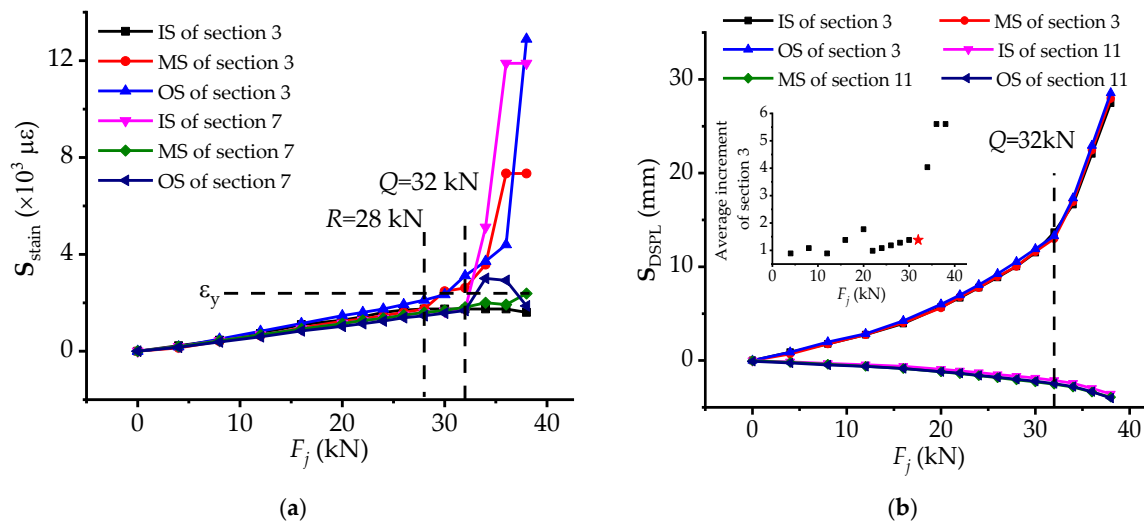 (a)
IS of section 3
MS of section 3
OS of section 3
IS of section 7
MS of section 7
OS of section 7
Q=32 kN
R=28 kN
εy
12
8
4
0
S stain (×10³ με)
0 10 20 30 40
Fj (kN)
(a)
(b)
IS of section 3
MS of section 3
OS of section 3
IS of section 11
MS of section 11
OS of section 11
Q=32kN
30
20
10
0
SDSPL (mm)
6
5
4
3
2
1
Average increment
of section 3
0 10 20 30 40
Fj (kN)
0 10 20 30 40
Fj (kN)
(b)